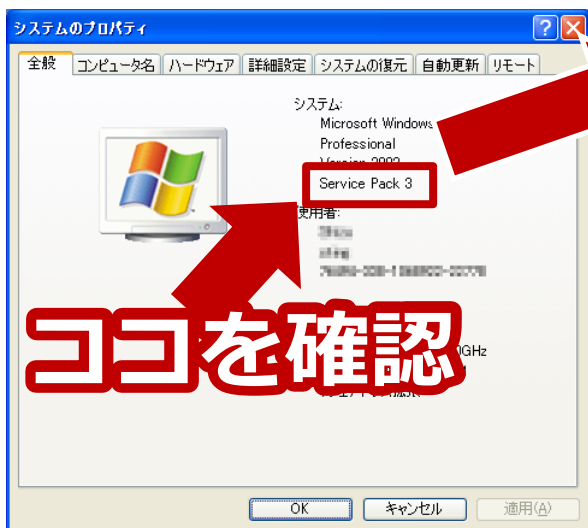 システムのプロパティ
全般 コンピュータ名 ハードウェア 詳細設定 システムの復元 自動更新 リモート
システム:
Microsoft Windows
Professional
Version 2002
Service Pack 3
使用者:
ココを確認
GHz
OK キャンセル 適用(A)